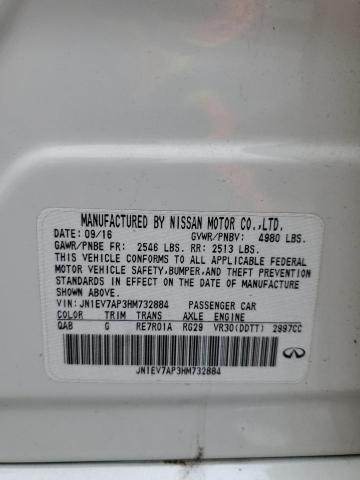 MANUFACTURED BY NISSAN MOTOR CO.,LTD.
DATE: 09/16 GVWR/PNBV: 4980 LBS.
GAWR/PNBE FR: 2546 LBS. RR: 2513 LBS.
THIS VEHICLE CONFORMS TO ALL APPLICABLE FEDERAL
MOTOR VEHICLE SAFETY,BUMPER,AND THEFT PREVENTION
STANDARDS IN EFFECT ON THE DATE OF MANUFACTURE
SHOWN ABOVE.
VIN: JN1EV7AP3HM732884 PASSENGER CAR
COLOR TRIM TRANS AXLE ENGINE
QAB G RE7R01A RG29 VR30(DDTT) 2997CC
JN1EV7AP3HM732884
INFINITI